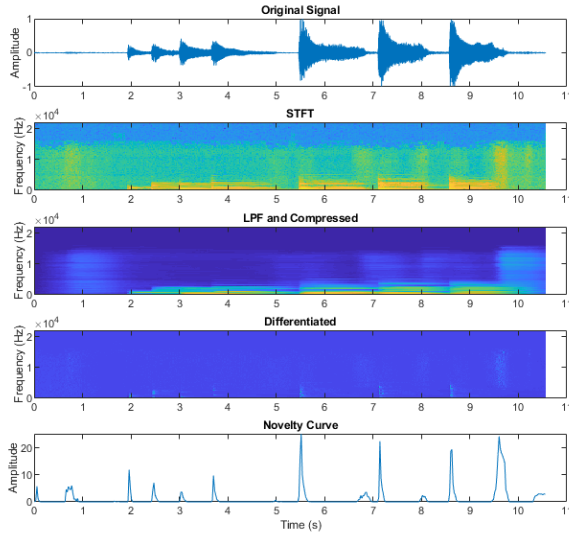 Original Signal
1
0
-1
Amplitude
0 1 2 3 4 5 6 7 8 9 10 11
STFT
×10⁴
2
1
0
Frequency (Hz)
0 1 2 3 4 5 6 7 8 9 10 11
LPF and Compressed
×10⁴
2
1
0
Frequency (Hz)
0 1 2 3 4 5 6 7 8 9 10 11
Differentiated
×10⁴
2
1
0
Frequency (Hz)
0 1 2 3 4 5 6 7 8 9 10 11
Novelty Curve
20
10
0
Amplitude
0 1 2 3 4 5 6 7 8 9 10 11
Time (s)